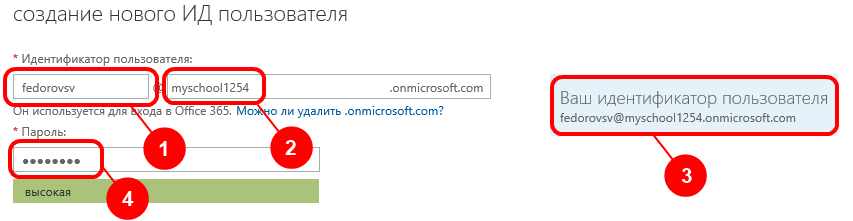 создание нового ИД пользователя
* Идентификатор пользователя:
fedorovsv @ myschool1254 .onmicrosoft.com
Он используется для входа в Office 365. Можно ли удалить .onmicrosoft.com?
1
2
* Пароль:
••••••••
высокая
4
Ваш идентификатор пользователя
fedorovsv@myschool1254.onmicrosoft.com
3